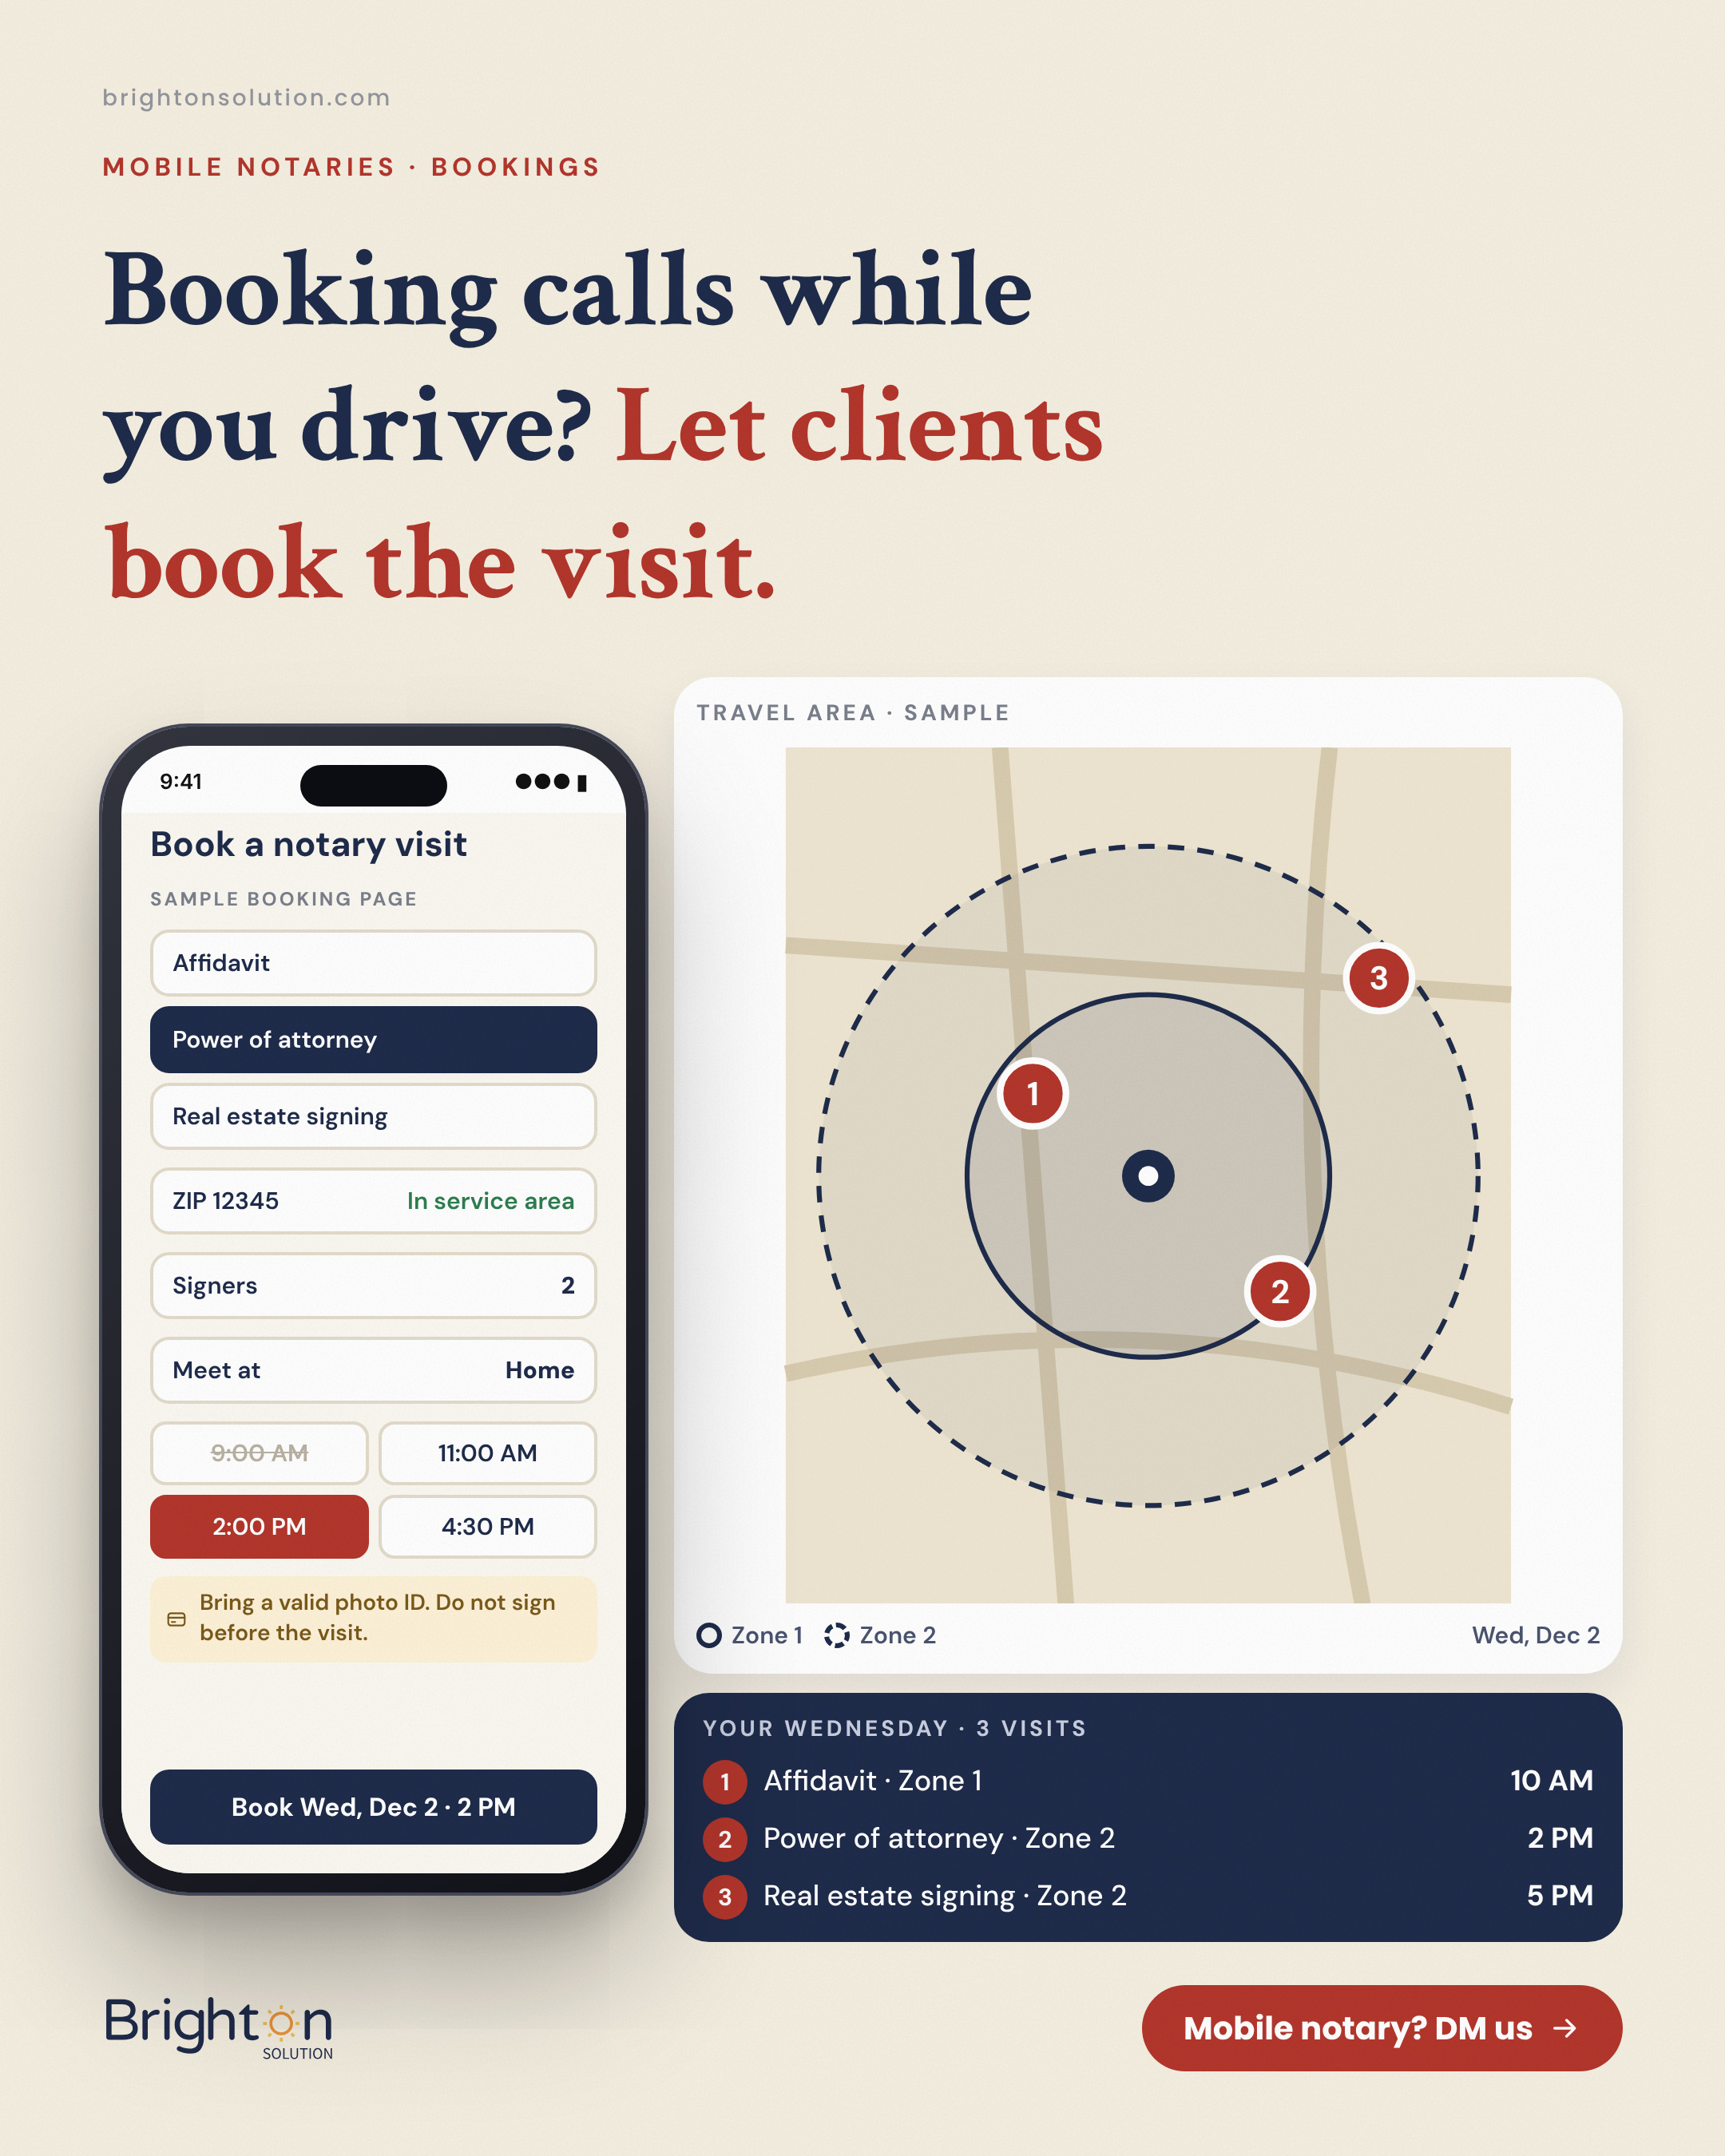 brightonsolution.com
MOBILE NOTARIES · BOOKINGS
Booking calls while
you drive? Let clients
book the visit.
9:41
Book a notary visit
SAMPLE BOOKING PAGE
Affidavit
Power of attorney
Real estate signing
ZIP 12345 In service area
Signers 2
Meet at Home
9:00 AM 11:00 AM
2:00 PM 4:30 PM
Bring a valid photo ID. Do not sign
before the visit.
Book Wed, Dec 2 · 2 PM
TRAVEL AREA · SAMPLE
3
1
2
Zone 1 Zone 2 Wed, Dec 2
YOUR WEDNESDAY · 3 VISITS
1 Affidavit · Zone 1 10 AM
2 Power of attorney · Zone 2 2 PM
3 Real estate signing · Zone 2 5 PM
Brighton
SOLUTION
Mobile notary? DM us →